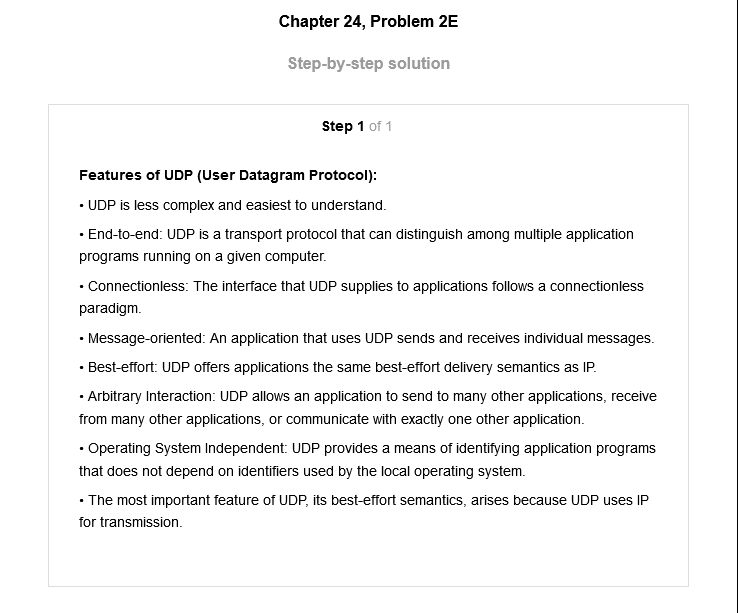 Chapter 24, Problem 2E
Step-by-step solution
Step 1 of 1
Features of UDP (User Datagram Protocol):
• UDP is less complex and easiest to understand.
• End-to-end: UDP is a transport protocol that can distinguish among multiple application
programs running on a given computer.
• Connectionless: The interface that UDP supplies to applications follows a connectionless
paradigm.
• Message-oriented: An application that uses UDP sends and receives individual messages.
• Best-effort: UDP offers applications the same best-effort delivery semantics as IP.
• Arbitrary Interaction: UDP allows an application to send to many other applications, receive
from many other applications, or communicate with exactly one other application.
• Operating System Independent: UDP provides a means of identifying application programs
that does not depend on identifiers used by the local operating system.
• The most important feature of UDP, its best-effort semantics, arises because UDP uses IP
for transmission.